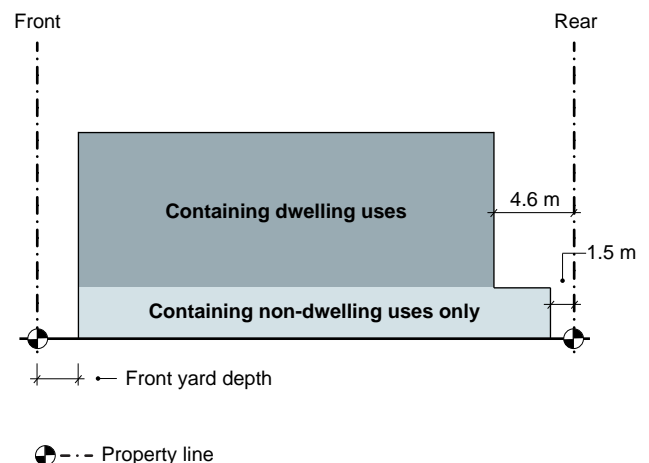 Front
Rear
4.6 m
Containing dwelling uses
1.5 m
Containing non-dwelling uses only
Front yard depth
Property line